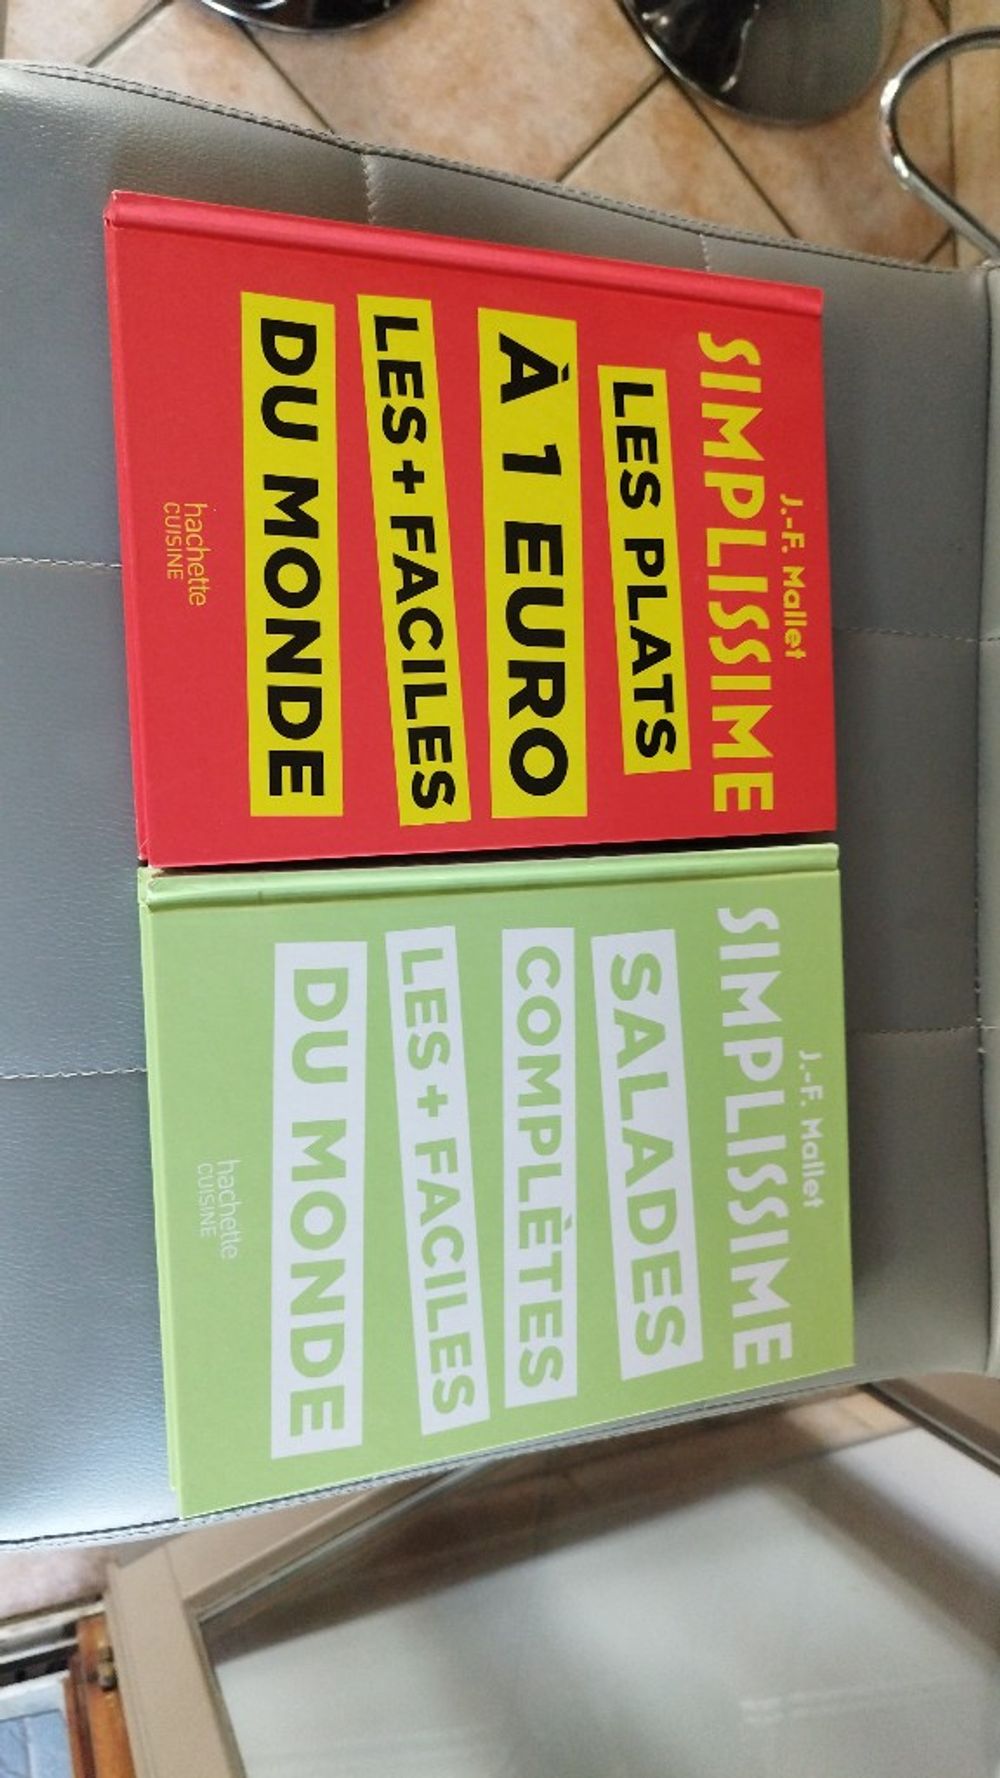 J.-F. Mallet
SIMPLISSIME
LES PLATS
À 1 EURO
LES + FACILES
DU MONDE
hachette
CUISINE
J.-F. Mallet
SIMPLISSIME
SALADES
COMPLÈTES
LES + FACILES
DU MONDE
hachette
CUISINE